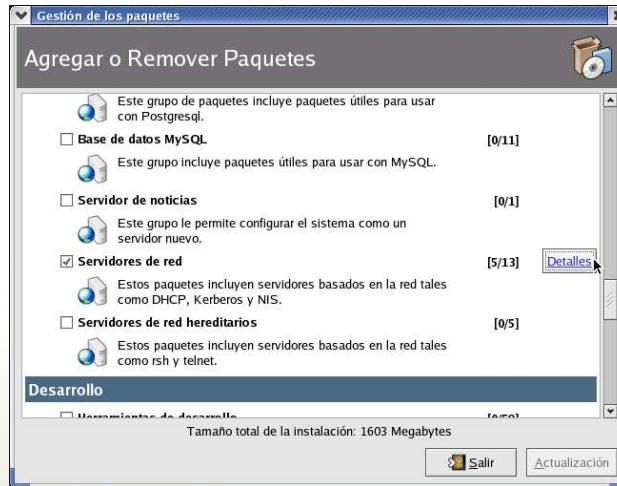 Gestión de los paquetes
Agregar o Remover Paquetes
Este grupo de paquetes incluye paquetes útiles para usar
con Postgresql.
Base de datos MySQL [0/11]
Este grupo incluye paquetes útiles para usar con MySQL.
Servidor de noticias [0/1]
Este grupo le permite configurar el sistema como un
servidor nuevo.
Servidores de red [5/13] Detalles
Estos paquetes incluyen servidores basados en la red tales
como DHCP, Kerberos y NIS.
Servidores de red hereditarios [0/5]
Estos paquetes incluyen servidores basados en la red tales
como rsh y telnet.
Desarrollo
Herramientas de desarrollo
Tamaño total de la instalación: 1603 Megabytes
Salir Actualización